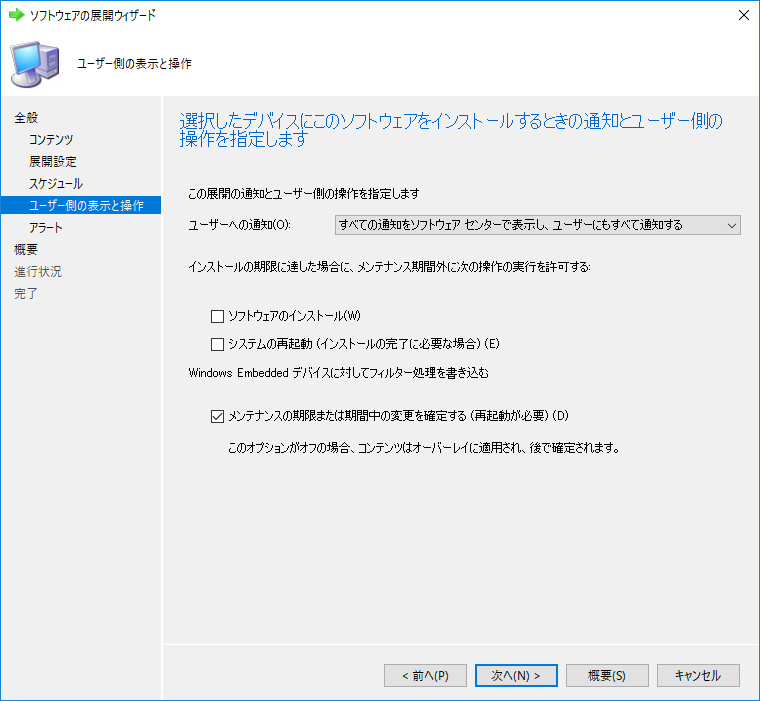 ソフトウェアの展開ウィザード
ユーザー側の表示と操作
全般
コンテンツ
展開設定
スケジュール
ユーザー側の表示と操作
アラート
概要
進行状況
完了
選択したデバイスにこのソフトウェアをインストールするときの通知とユーザー側の
操作を指定します
この展開の通知とユーザー側の操作を指定します
ユーザーへの通知(O):
すべての通知をソフトウェア センターで表示し、ユーザーにもすべて通知する
インストールの期限に達した場合に、メンテナンス期間外に次の操作の実行を許可する:
ソフトウェアのインストール(W)
システムの再起動 (インストールの完了に必要な場合) (E)
Windows Embedded デバイスに対してフィルター処理を書き込む
メンテナンスの期限または期間中の変更を確定する (再起動が必要) (D)
このオプションがオフの場合、コンテンツはオーバーレイに適用され、後で確定されます。
< 前へ(P)
次へ(N) >
概要(S)
キャンセル